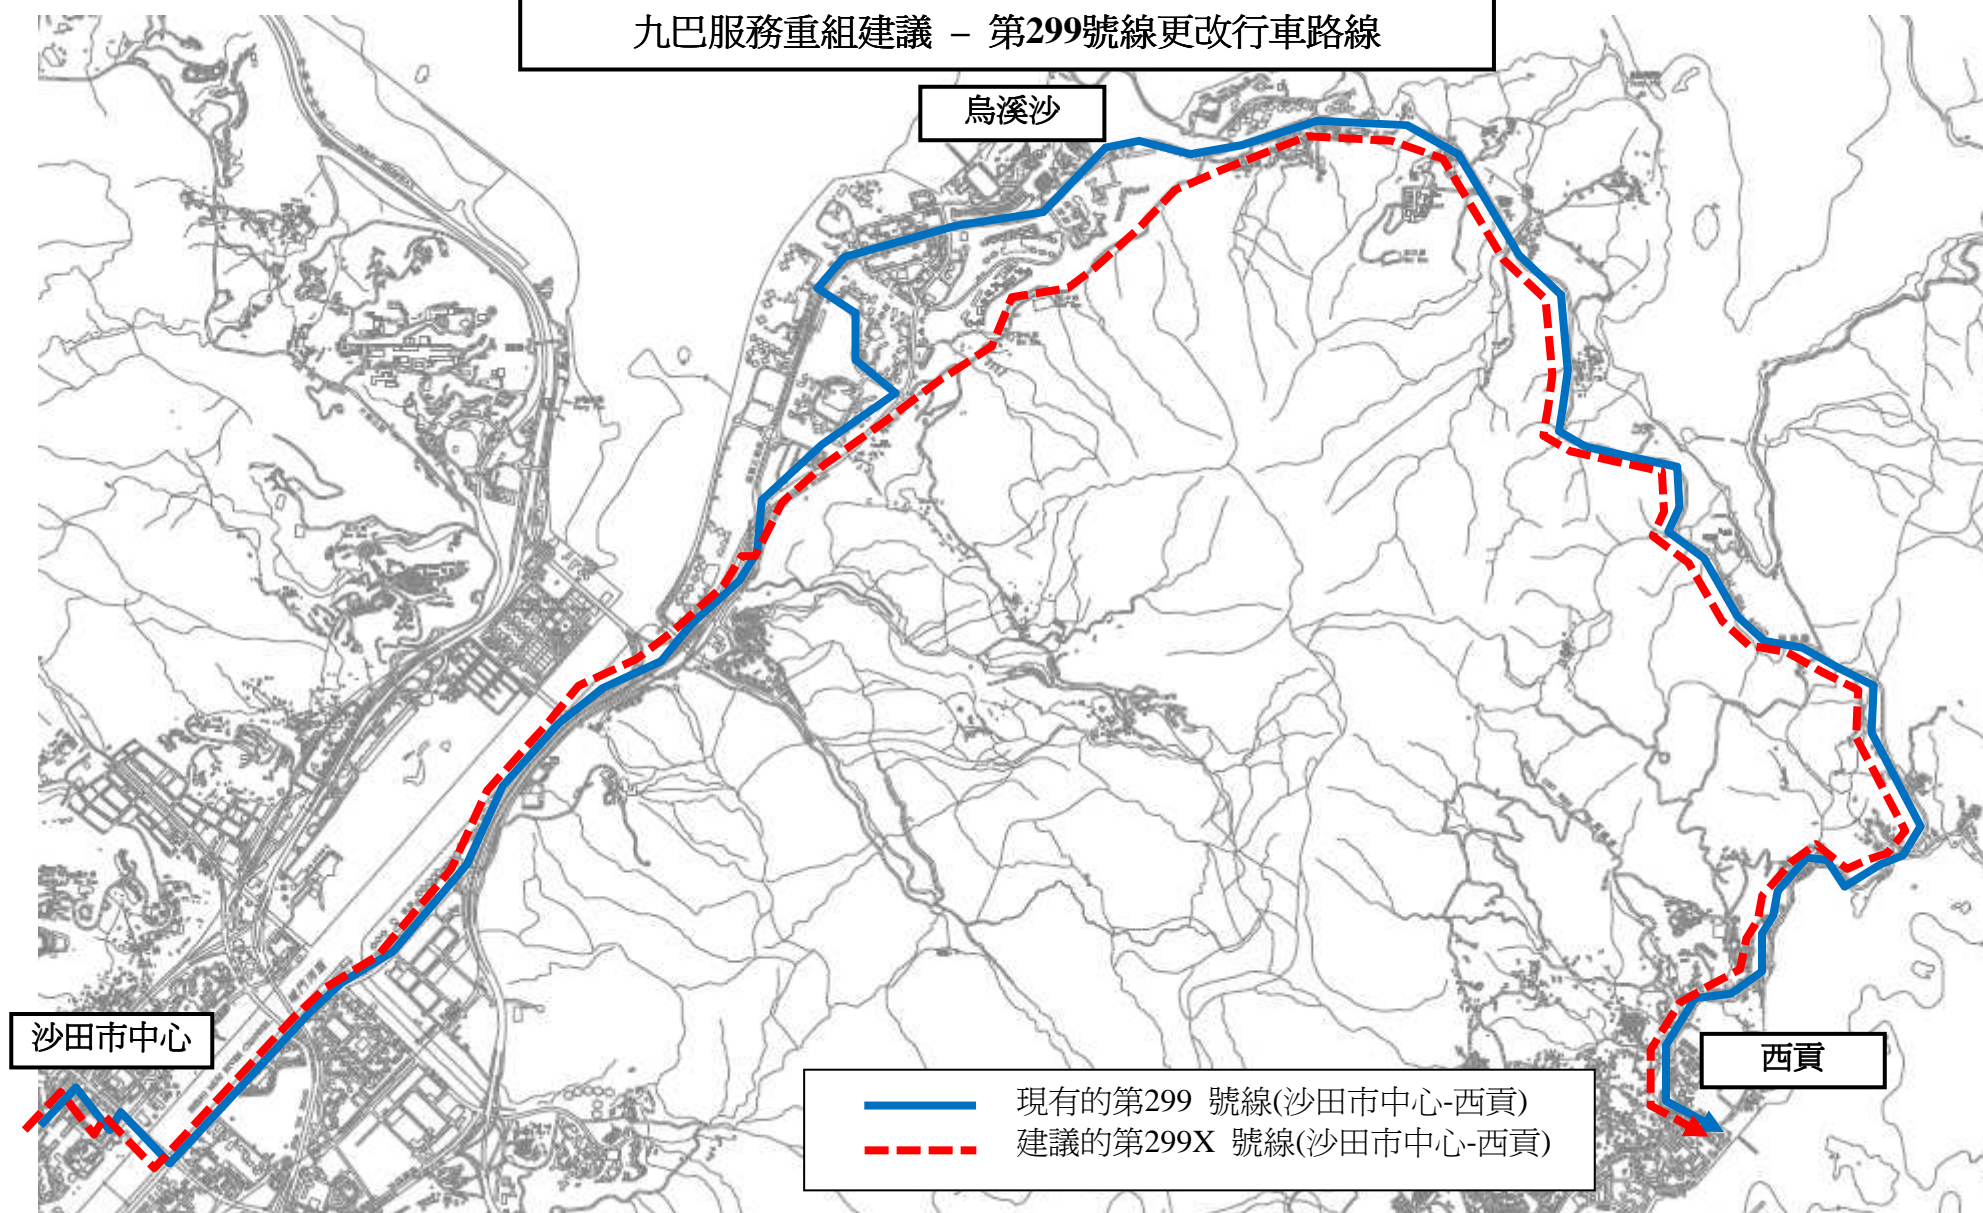 九巴服務重組建議 – 第299號線更改行車路線
烏溪沙
沙田市中心
西貢
現有的第299 號線(沙田市中心-西貢)
建議的第299X 號線(沙田市中心-西貢)